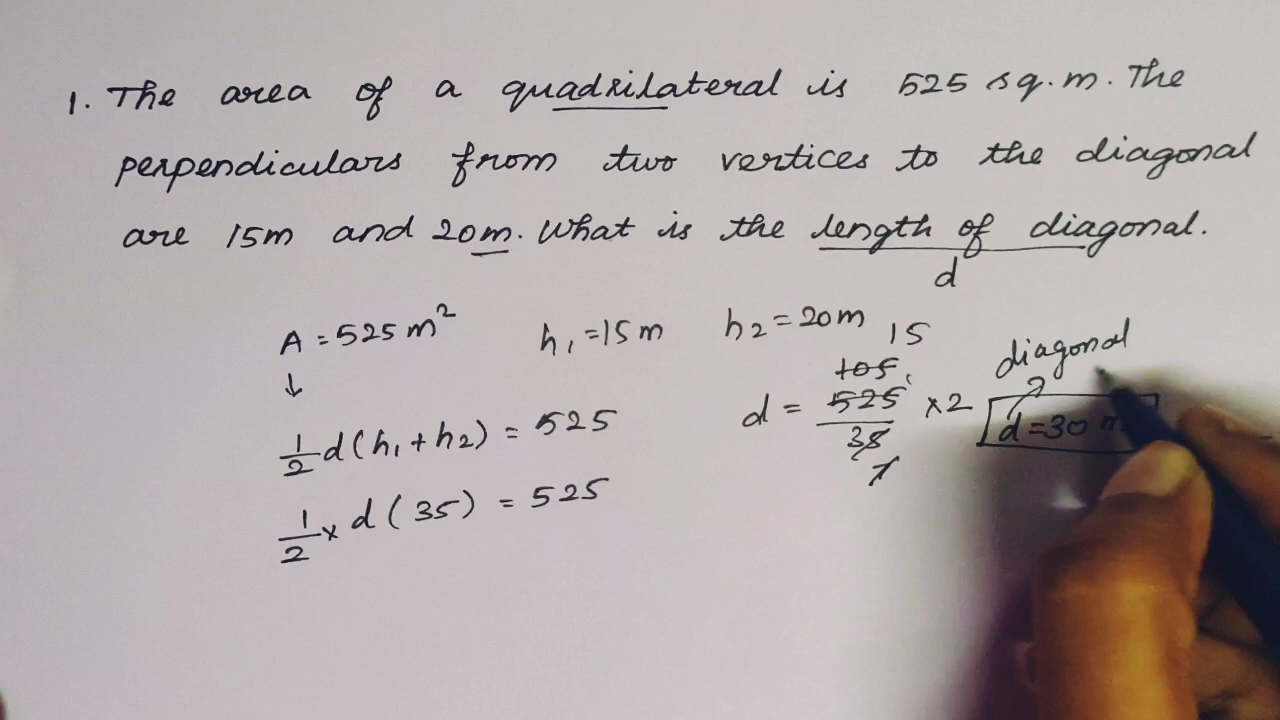 1. The area of a quadrilateral is 525 sq.m. The
perpendiculars from two vertices to the diagonal
are 15m and 20m. What is the length of diagonal.
d
A = 525 m²
h₁ = 15 m
h₂ = 20m
↓
½ d (h₁ + h₂) = 525
½ × d (35) = 525
15
105
d = 525/35 × 2
7
diagonal
d = 30 m